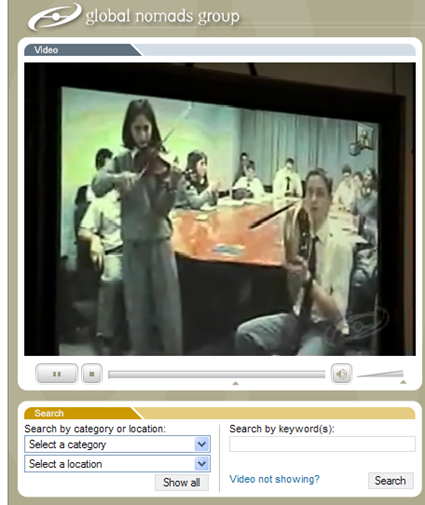 global nomads group
Video
Search
Search by category or location:
Select a category
Select a location
Show all
Search by keyword(s):
Video not showing?
Search